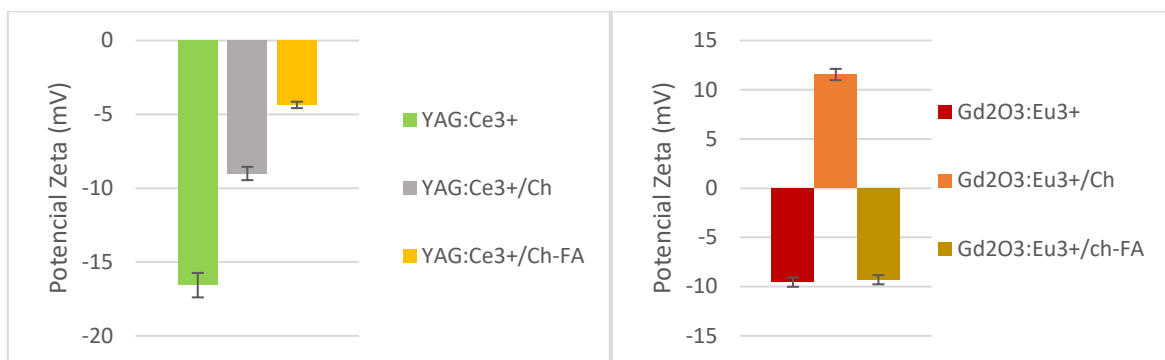 Potencial Zeta (mV)
0
-5
-10
-15
-20
YAG:Ce3+
YAG:Ce3+/Ch
YAG:Ce3+/Ch-FA
Potencial Zeta (mV)
15
10
5
0
-5
-10
-15
Gd2O3:Eu3+
Gd2O3:Eu3+/Ch
Gd2O3:Eu3+/ch-FA